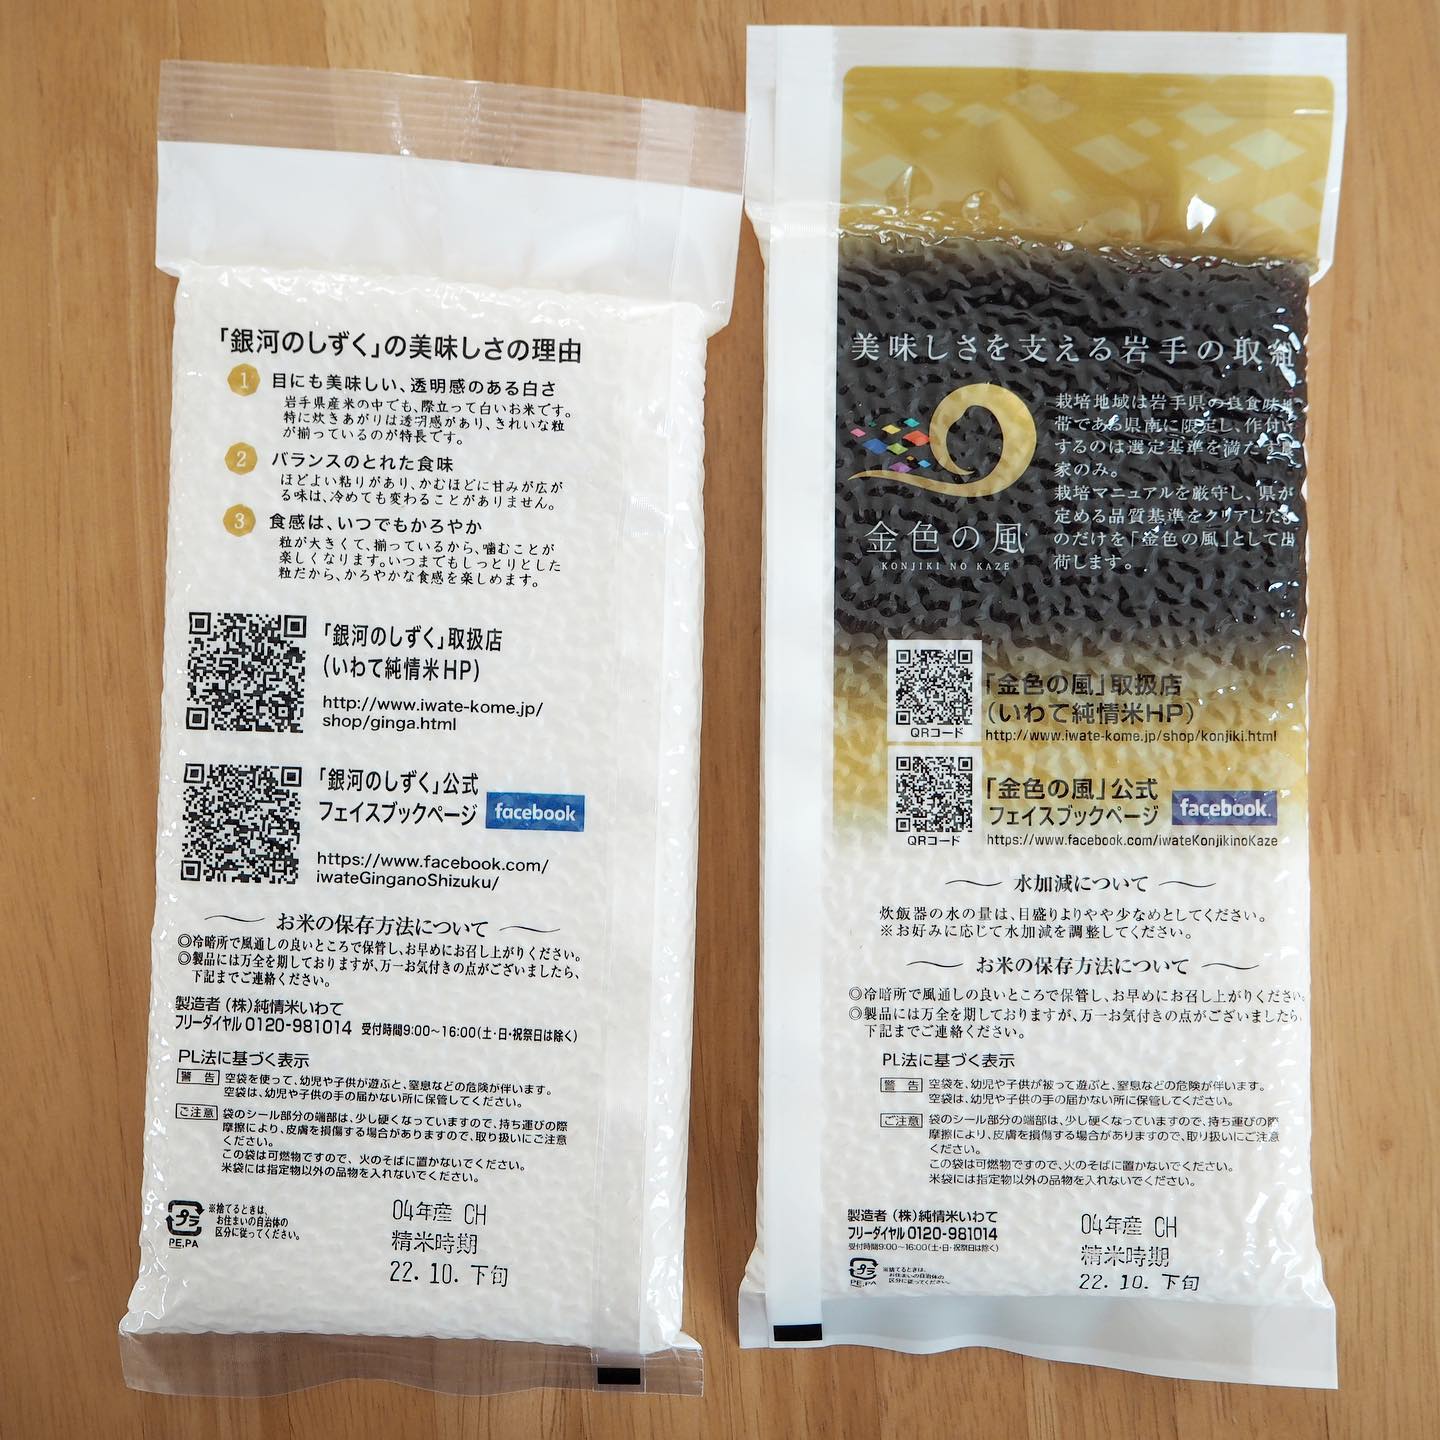 「銀河のしずく」の美味しさの理由
1 目にも美味しい、透明感のある白さ
岩手県産米の中でも、際立って白いお米です。
特に炊きあがりは透明感があり、きれいな粒
が揃っているのが特長です。
2 バランスのとれた食味
ほどよい粘りがあり、かむほどに甘みが広が
る味は、冷めても変わることがありません。
3 食感は、いつでもかろやか
粒が大きくて、揃っているから、噛むことが
楽しくなります。いつまでもしっとりとした
粒だから、かろやかな食感を楽しめます。
「銀河のしずく」取扱店
(いわて純情米HP)
http://www.iwate-kome.jp/
shop/ginga.html
「銀河のしずく」公式
フェイスブックページ facebook
https://www.facebook.com/
iwateGinganoShizuku/
お米の保存方法について
◎冷暗所で風通しの良いところで保管し、お早めにお召し上がりください。
◎製品には万全を期しておりますが、万一お気付きの点がございましたら、
下記までご連絡ください。
製造者 (株)純情米いわて
フリーダイヤル 0120-981014 受付時間9:00〜16:00(土・日・祝祭日は除く)
PL法に基づく表示
警告 空袋を使って、幼児や子供が遊ぶと、窒息などの危険が伴います。
空袋は、幼児や子供の手の届かない所に保管してください。
ご注意 袋のシール部分の端部は、少し硬くなっていますので、持ち運びの際
摩擦により、皮膚を損傷する場合がありますので、取り扱いにご注意
ください。
この袋は可燃物ですので、火のそばに置かないでください。
米袋には指定物以外の品物を入れないでください。
プラ
PE,PA
※捨てるときは、
お住まいの自治体の
区分に従ってください。
04年産 CH
精米時期
22.10.下旬
美味しさを支える岩手の取組
栽培地域は岩手県の良食味地
帯である県南に限定し、作付け
するのは選定基準を満たす農
家のみ。
栽培マニュアルを厳守し、県が
定める品質基準をクリアしたも
のだけを「金色の風」として出
荷します。
金色の風
KONJIKI NO KAZE
QRコード
「金色の風」取扱店
(いわて純情米HP)
http://www.iwate-kome.jp/shop/konjiki.html
QRコード
「金色の風」公式
フェイスブックページ facebook.
https://www.facebook.com/iwateKonjikinoKaze
水加減について
炊飯器の水の量は、目盛りよりやや少なめとしてください。
※お好みに応じて水加減を調整してください。
お米の保存方法について
◎冷暗所で風通しの良いところで保管し、お早めにお召し上がりください。
◎製品には万全を期しておりますが、万一お気付きの点がございましたら、
下記までご連絡ください。
PL法に基づく表示
警告 空袋を、幼児や子供が被って遊ぶと、窒息などの危険が伴います。
空袋は、幼児や子供の手の届かない所に保管してください。
ご注意 袋のシール部分の端部は、少し硬くなっていますので、持ち運びの際
摩擦により、皮膚を損傷する場合がありますので、取り扱いにご注意
ください。
この袋は可燃物ですので、火のそばに置かないでください。
米袋には指定物以外の品物を入れないでください。
製造者 (株)純情米いわて
フリーダイヤル 0120-981014
受付時間9:00〜16:00(土・日・祝祭日は除く)
プラ
PE,PA
※捨てるときは、
お住まいの自治体の
区分に従ってください。
04年産 CH
精米時期
22.10.下旬